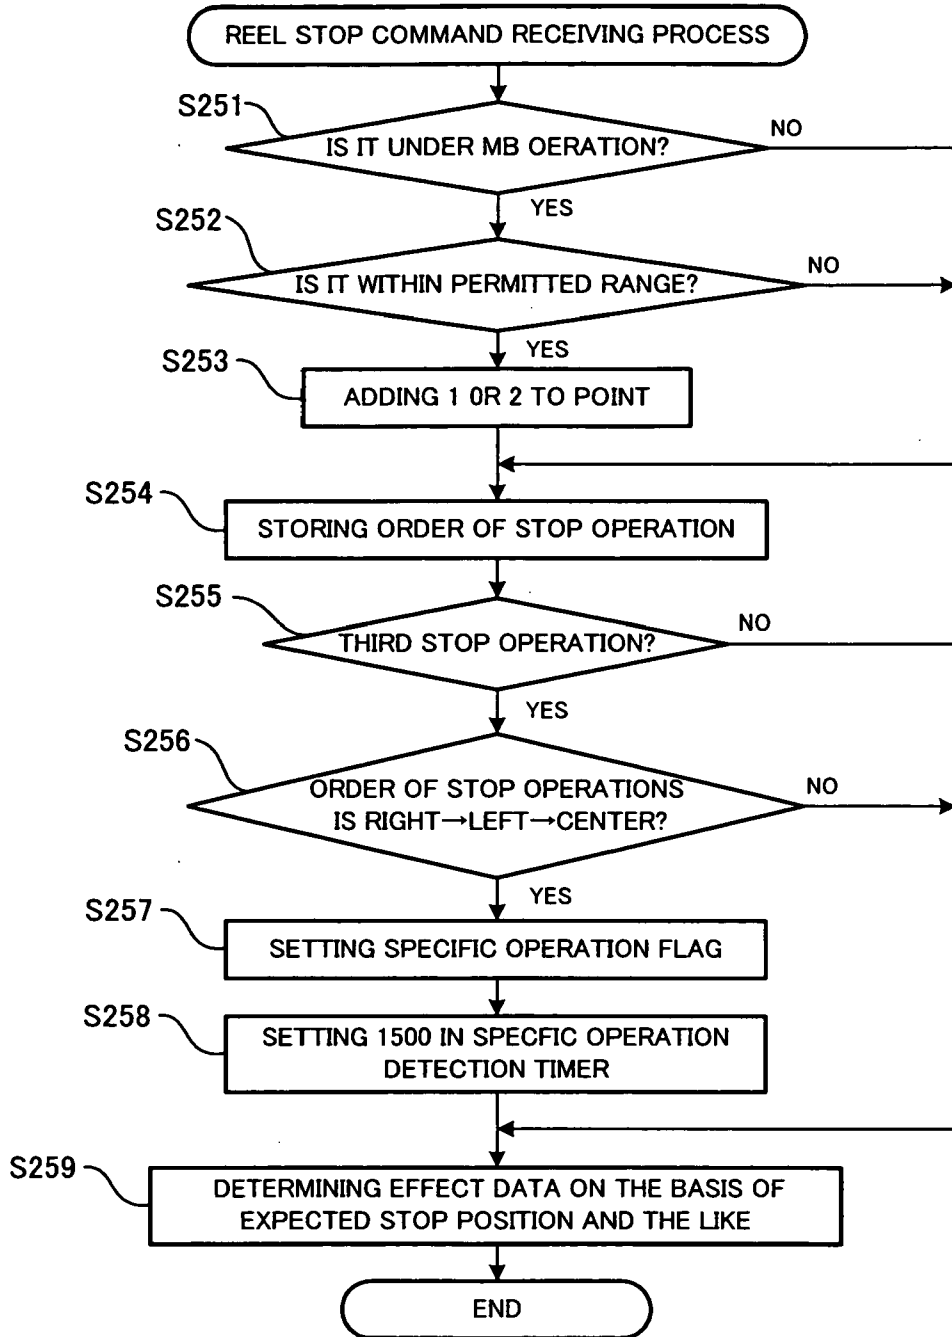 REEL STOP COMMAND RECEIVING PROCESS
S251
IS IT UNDER MB OERATION?
NO
YES
S252
IS IT WITHIN PERMITTED RANGE?
NO
YES
S253
ADDING 1 0R 2 TO POINT
S254
STORING ORDER OF STOP OPERATION
S255
THIRD STOP OPERATION?
NO
YES
S256
ORDER OF STOP OPERATIONS
IS RIGHT→LEFT→CENTER?
NO
YES
S257
SETTING SPECIFIC OPERATION FLAG
S258
SETTING 1500 IN SPECFIC OPERATION
DETECTION TIMER
S259
DETERMINING EFFECT DATA ON THE BASIS OF
EXPECTED STOP POSITION AND THE LIKE
END